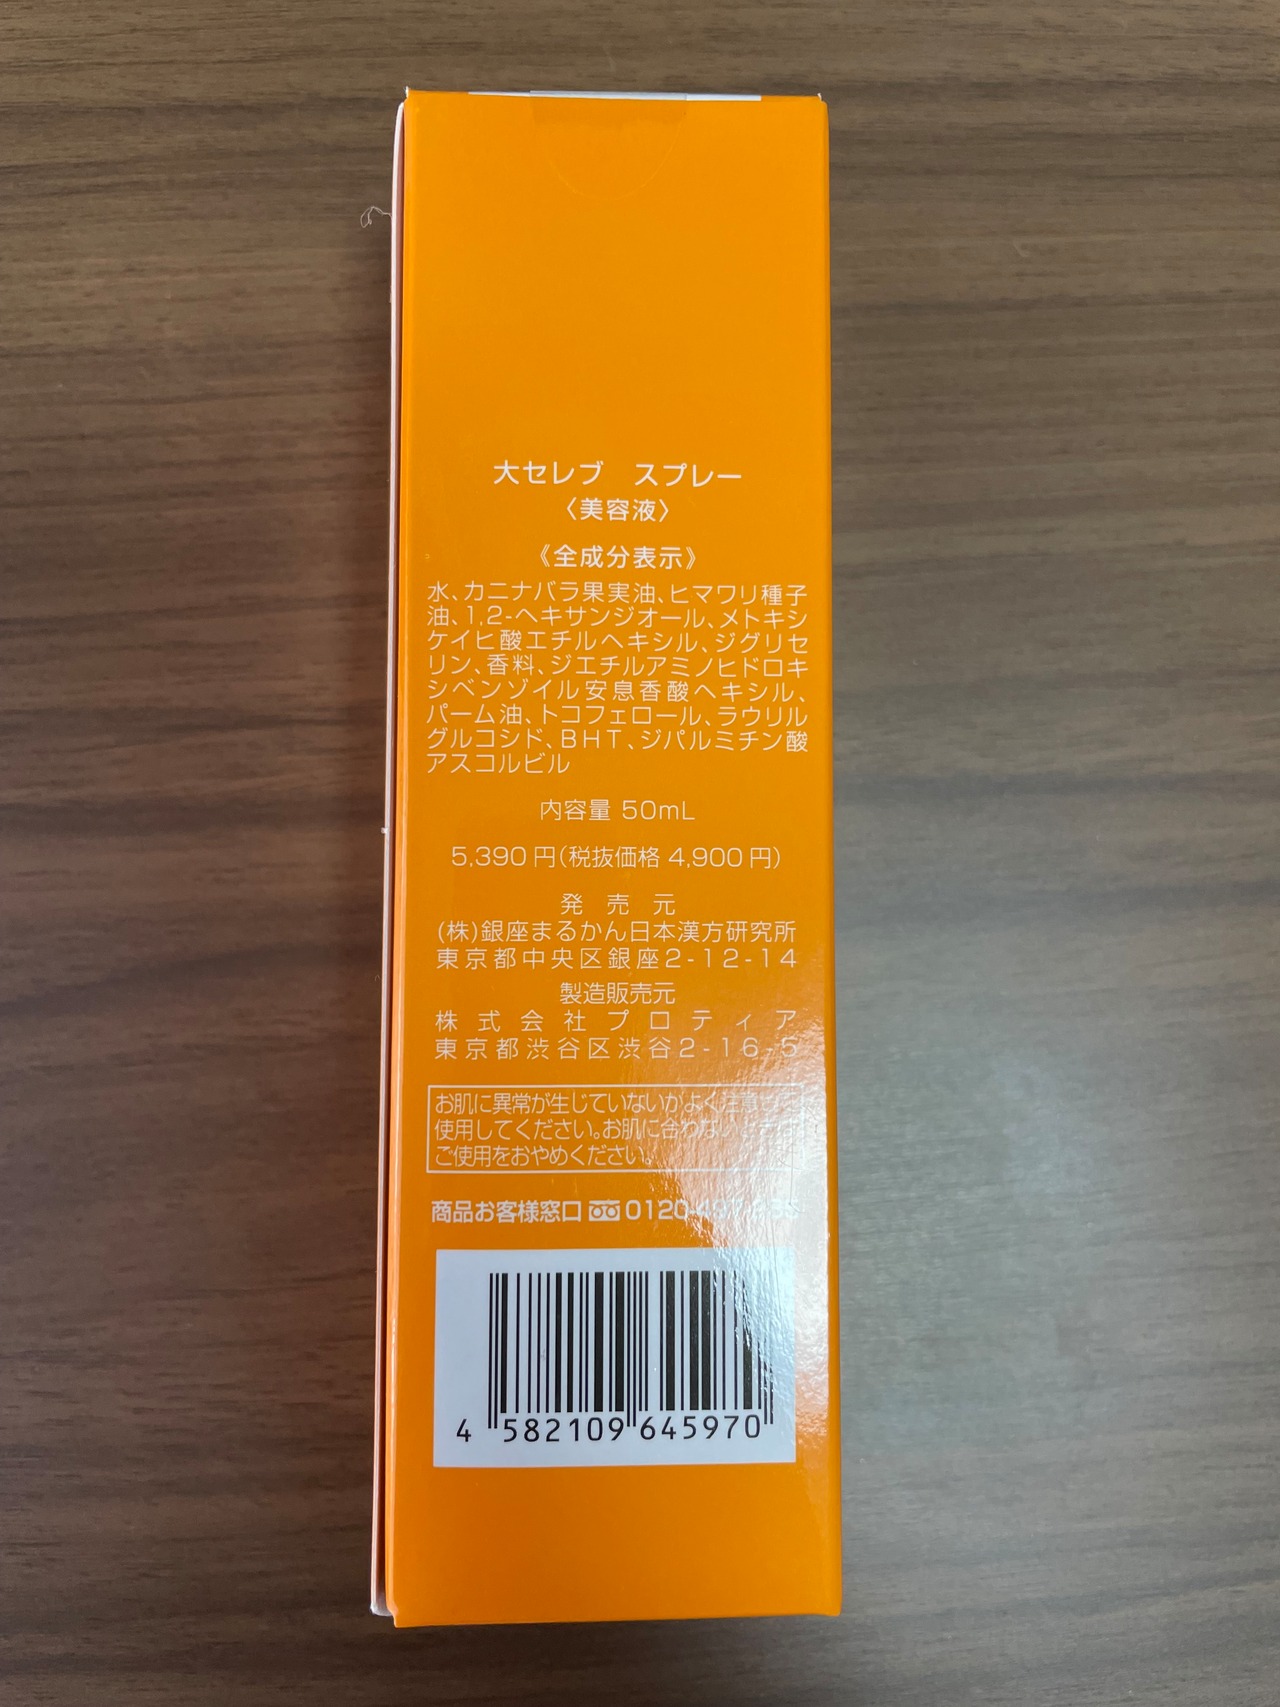 大セレブ　スプレー
〈美容液〉
《全成分表示》
水、カニナバラ果実油、ヒマワリ種子
油、1,2-ヘキサンジオール、メトキシ
ケイヒ酸エチルヘキシル、ジグリセ
リン、香料、ジエチルアミノヒドロキ
シベンゾイル安息香酸ヘキシル、
パーム油、トコフェロール、ラウリル
グルコシド、BHT、ジパルミチン酸
アスコルビル
内容量 50mL
5,390円(税抜価格 4,900円)
発売元
(株)銀座まるかん日本漢方研究所
東京都中央区銀座2-12-14
製造販売元
株式会社プロティア
東京都渋谷区渋谷2-16-5
お肌に異常が生じていないかよく注意して
使用してください。お肌に合わないときは
ご使用をおやめください。
商品お客様窓口 0120-497-
4 582109 645970